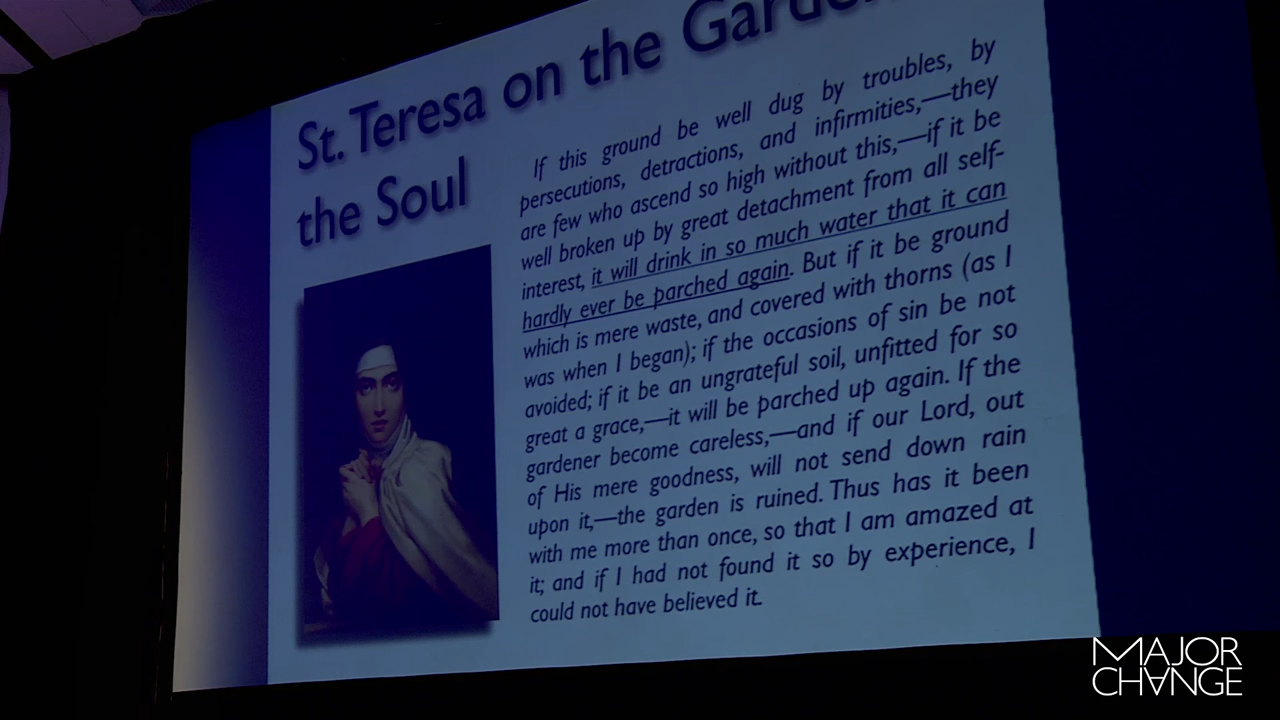 St. Teresa on the Garden
the Soul
If this ground be well dug by troubles, by
persecutions, detractions, and infirmities,—they
are few who ascend so high without this,—if it be
well broken up by great detachment from all self-
interest, it will drink in so much water that it can
hardly ever be parched again. But if it be ground
which is mere waste, and covered with thorns (as I
was when I began); if the occasions of sin be not
avoided; if it be an ungrateful soil, unfitted for so
great a grace,—it will be parched up again. If the
gardener become careless,—and if our Lord, out
of His mere goodness, will not send down rain
upon it,—the garden is ruined. Thus has it been
with me more than once, so that I am amazed at
it; and if I had not found it so by experience, I
could not have believed it.
MAJOR
CHANGE